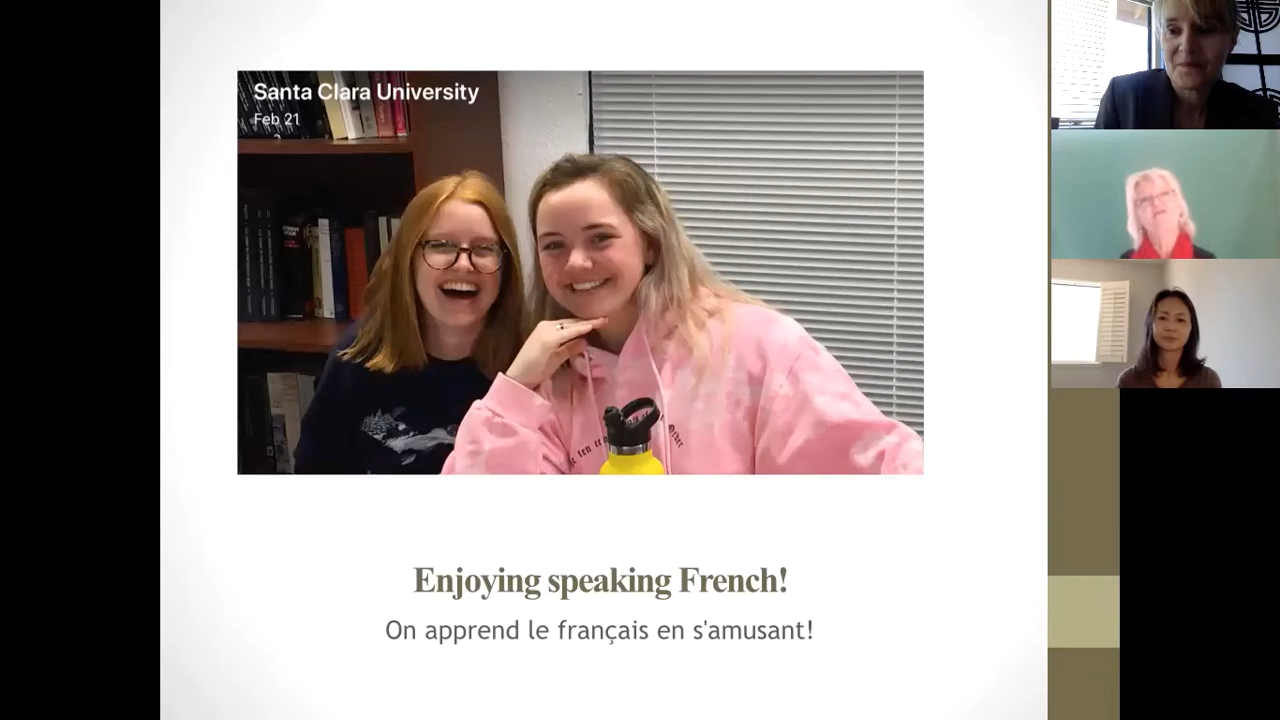 Santa Clara University
Feb 21
Enjoying speaking French!
On apprend le français en s'amusant!